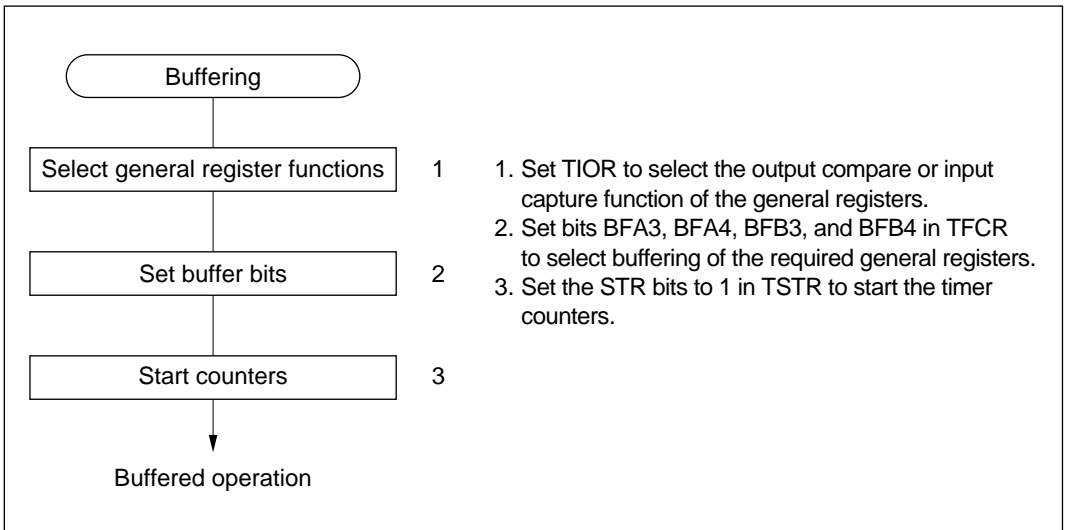 Buffering
Select general register functions 1
Set buffer bits 2
Start counters 3
Buffered operation
1. Set TIOR to select the output compare or input
capture function of the general registers.
2. Set bits BFA3, BFA4, BFB3, and BFB4 in TFCR
to select buffering of the required general registers.
3. Set the STR bits to 1 in TSTR to start the timer
counters.